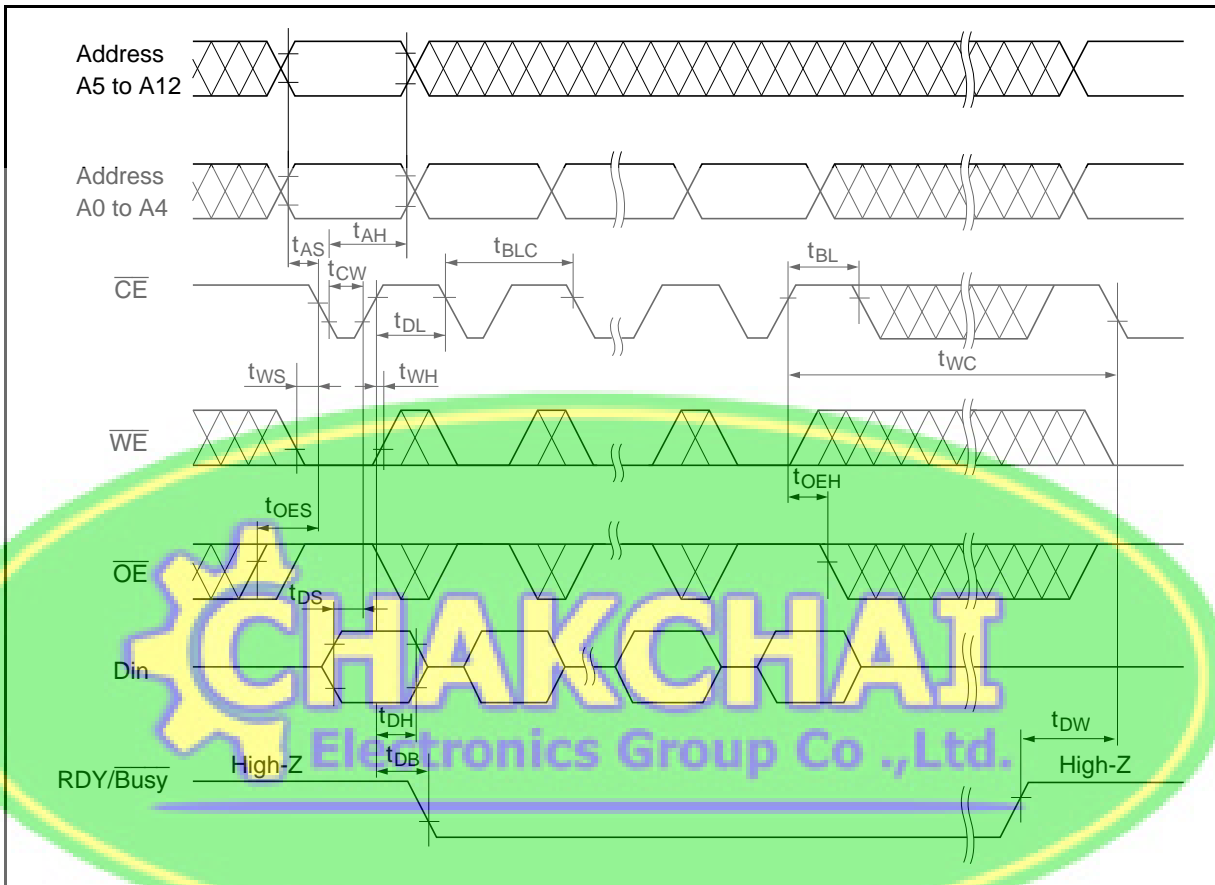 Address
A5 to A12
Address
A0 to A4
tAS
tAH
tCW
tBLC
tBL
CE
tDL
tWC
tWS
tWH
WE
tOEH
tOES
OE
tDS
CHAKCHAI
Din
tDH
tDW
Electronics Group Co .,Ltd.
tDB
High-Z
High-Z
RDY/Busy